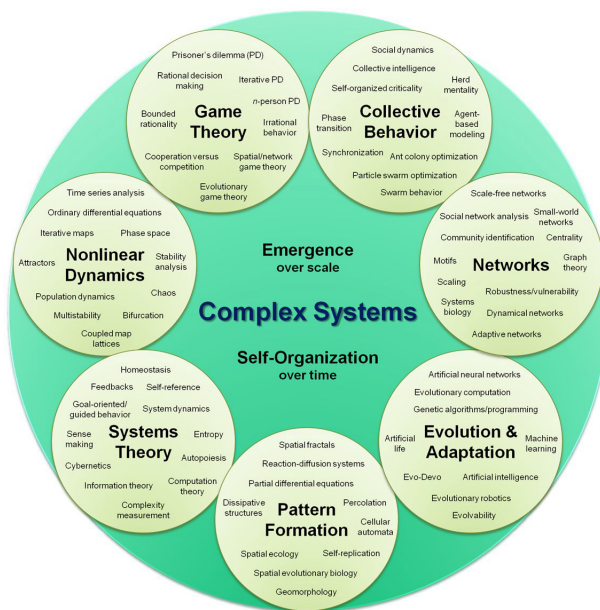 Prisoner's dilemma (PD)
Rational decision
making
Iterative PD
n-person PD
Bounded
rationality
Game
Theory
Irrational
behavior
Cooperation versus
competition
Spatial/network
game theory
Evolutionary
game theory
Social dynamics
Collective intelligence
Self-organized criticality
Herd
mentality
Phase
transition
Collective
Behavior
Agent-
based
modeling
Synchronization
Ant colony optimization
Particle swarm optimization
Swarm behavior
Time series analysis
Ordinary differential equations
Iterative maps
Phase space
Attractors
Nonlinear
Dynamics
Stability
analysis
Population dynamics
Chaos
Multistability
Bifurcation
Coupled map
lattices
Emergence
over scale
Complex Systems
Self-Organization
over time
Scale-free networks
Social network analysis
Small-world
networks
Community identification
Centrality
Motifs
Networks
Graph
theory
Scaling
Systems
biology
Robustness/vulnerability
Dynamical networks
Adaptive networks
Homeostasis
Feedbacks
Self-reference
Goal-oriented/
guided behavior
System dynamics
Sense
making
Systems
Theory
Entropy
Cybernetics
Autopoiesis
Information theory
Computation
theory
Complexity
measurement
Spatial fractals
Reaction-diffusion systems
Partial differential equations
Dissipative
structures
Percolation
Pattern
Formation
Cellular
automata
Spatial ecology
Self-replication
Spatial evolutionary biology
Geomorphology
Artificial neural networks
Evolutionary computation
Genetic algorithms/programming
Artificial
life
Evolution &
Adaptation
Machine
learning
Evo-Devo
Artificial intelligence
Evolutionary robotics
Evolvability